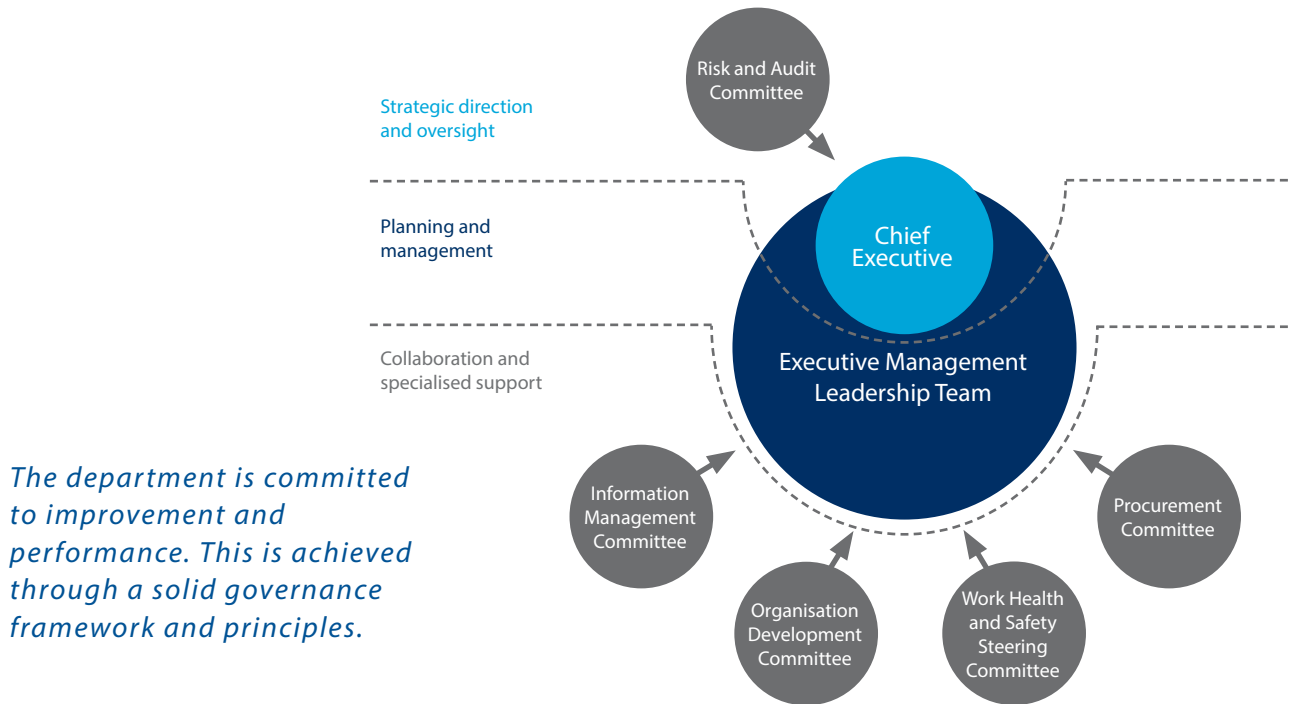 Risk and Audit
Committee
Strategic direction
and oversight
Planning and
management
Chief
Executive
Collaboration and
specialised support
Executive Management
Leadership Team
The department is committed
to improvement and
performance. This is achieved
through a solid governance
framework and principles.
Information
Management
Committee
Organisation
Development
Committee
Work Health
and Safety
Steering
Committee
Procurement
Committee